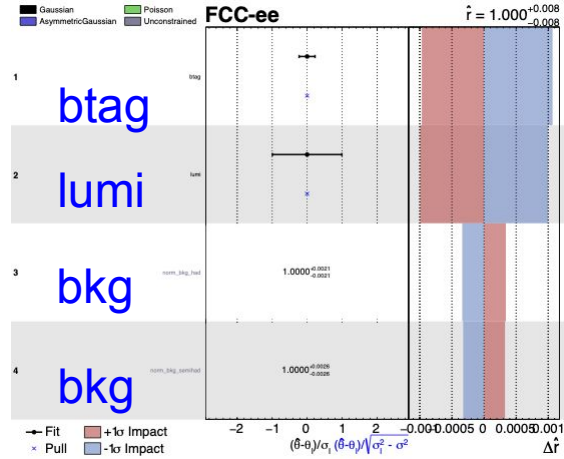 Gaussian Poisson FCC-ee r̂ = 1.000 +0.008 -0.008
AsymmetricGaussian Unconstrained
1 btag
btag
2 lumi
lumi
3 norm_bkg_had 1.0000 +0.0021 -0.0021
bkg
4 norm_bkg_semihad 1.0000 +0.0026 -0.0026
bkg
−2 −1 0 1 2 −0.001 0.0005 0 0.0005 0.001
Fit +1σ Impact (θ̂-θI)/σI (θ̂-θI)/√σI² - σ² Δr̂
Pull -1σ Impact